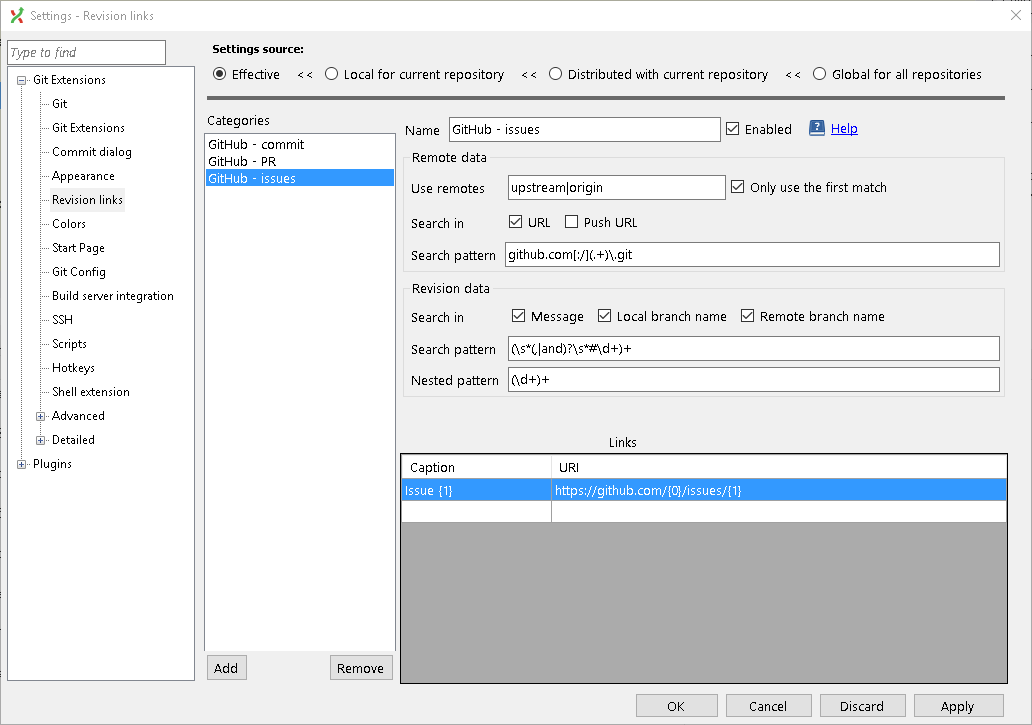 Settings - Revision links
Type to find
Git Extensions
Git
Git Extensions
Commit dialog
Appearance
Revision links
Colors
Start Page
Git Config
Build server integration
SSH
Scripts
Hotkeys
Shell extension
Advanced
Detailed
Plugins
Settings source:
Effective << Local for current repository << Distributed with current repository << Global for all repositories
Categories
GitHub - commit
GitHub - PR
GitHub - issues
Add Remove
Name GitHub - issues Enabled ? Help
Remote data
Use remotes upstream|origin Only use the first match
Search in URL Push URL
Search pattern github.com[:/](.+)\.git
Revision data
Search in Message Local branch name Remote branch name
Search pattern (\s*(,|and)?\s*#\d+)+
Nested pattern (\d+)+
Links
Caption URI
Issue {1} https://github.com/{0}/issues/{1}
OK Cancel Discard Apply